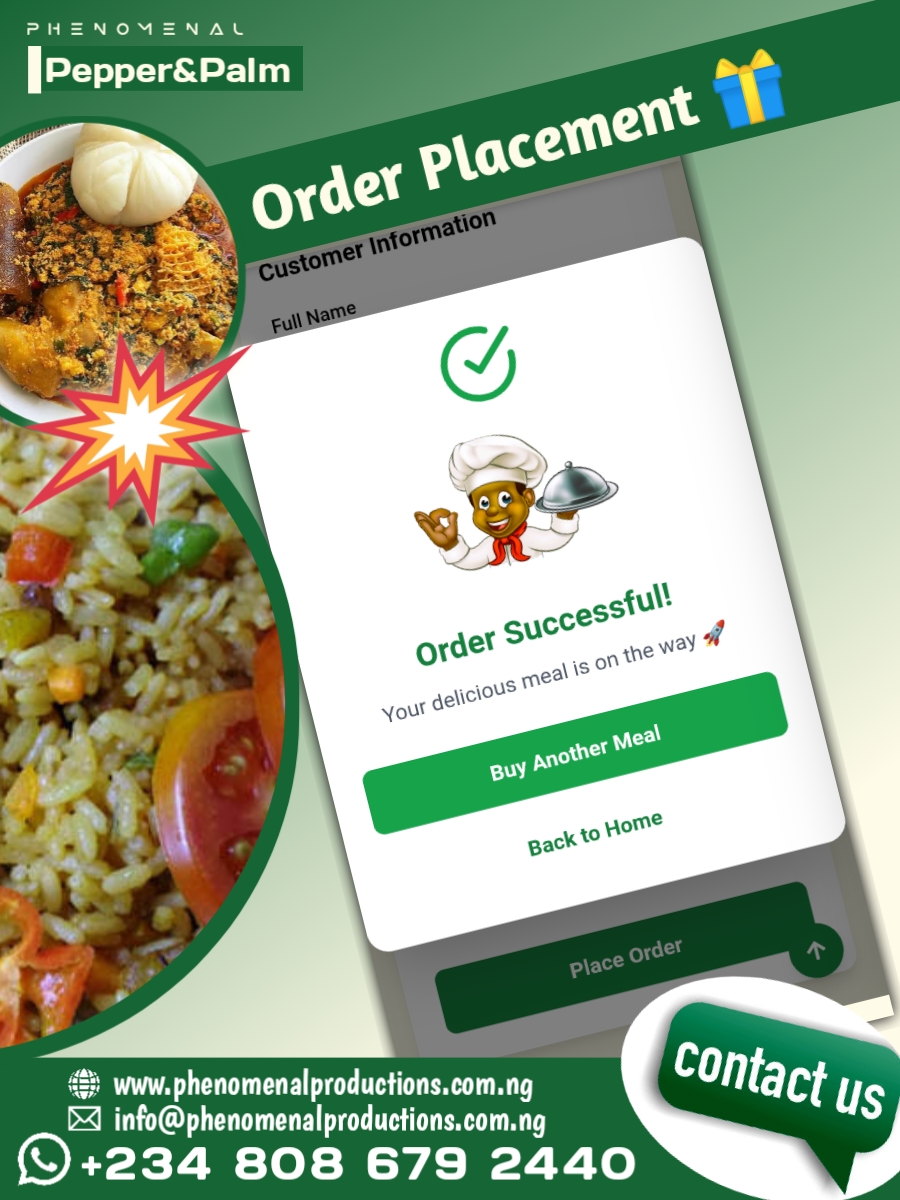 PHENOMENAL
Pepper&Palm
Order Placement
Customer Information
Full Name
Order Successful!
Your delicious meal is on the way 🚀
Buy Another Meal
Back to Home
Place Order
contact us
www.phenomenalproductions.com.ng
info@phenomenalproductions.com.ng
+234 808 679 2440